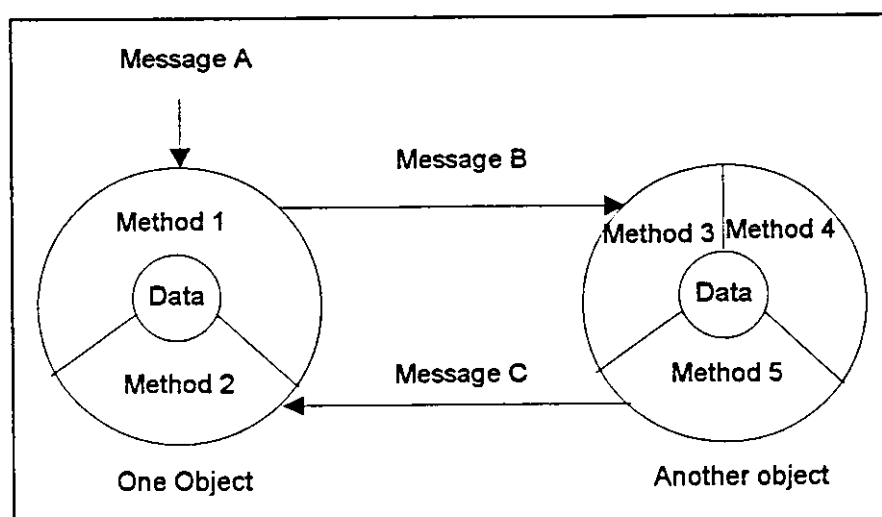 Message A
Message B
Method 1
Method 3
Method 4
Data
Data
Method 2
Message C
Method 5
One Object
Another object